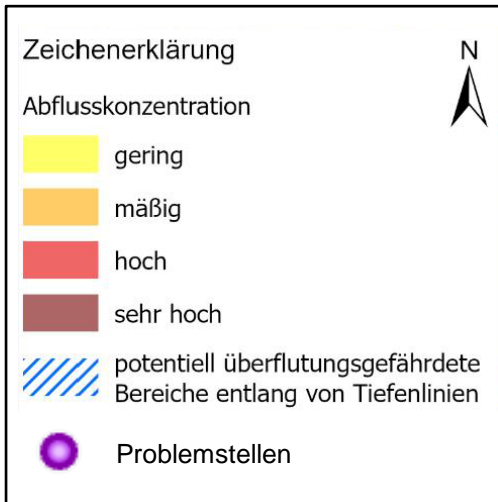 Zeichenerklärung
N
Abflusskonzentration
gering
mäßig
hoch
sehr hoch
potentiell überflutungsgefährdete
Bereiche entlang von Tiefenlinien
Problemstellen